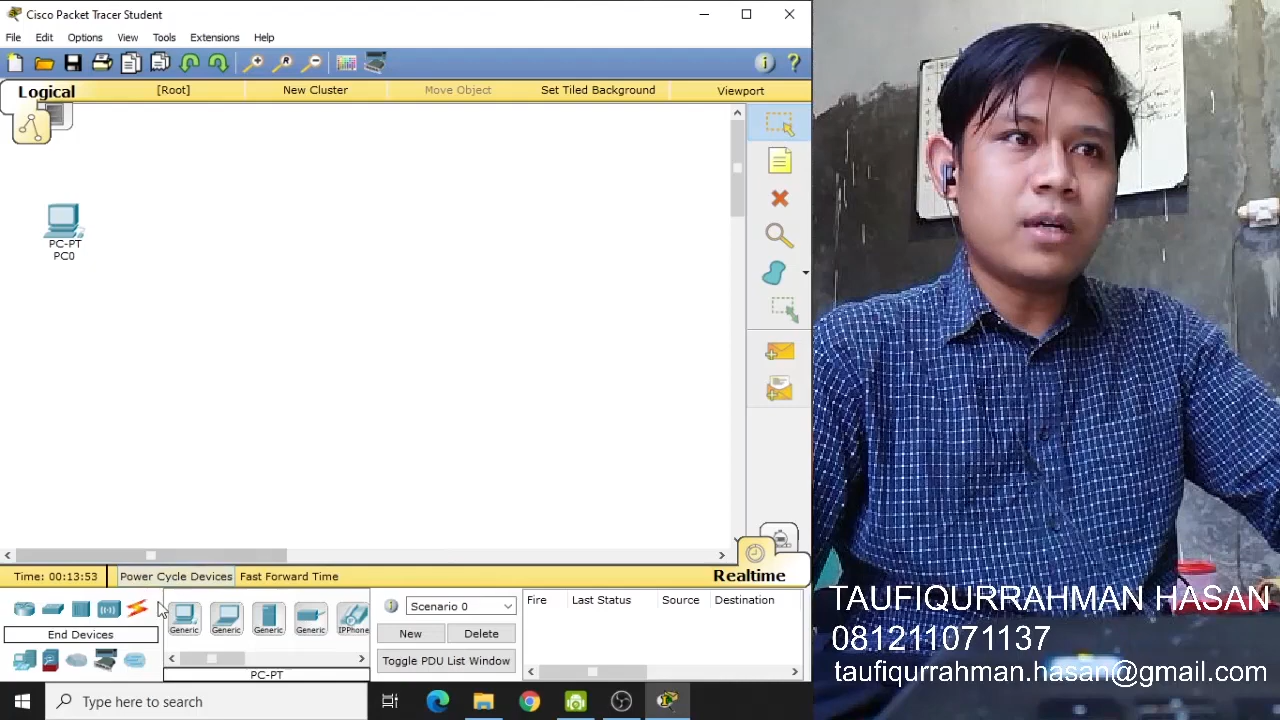 Cisco Packet Tracer Student
File Edit Options View Tools Extensions Help
Logical [Root] New Cluster Move Object Set Tiled Background Viewport
PC-PT
PC0
Realtime
Time: 00:13:53 Power Cycle Devices Fast Forward Time
End Devices
Generic Generic Generic Generic IPPhone
PC-PT
Scenario 0
New Delete
Toggle PDU List Window
Fire Last Status Source Destination
Type here to search
TAUFIQURRAHMAN HASAN
081211071137
taufiqurrahman.hasan@gmail.com